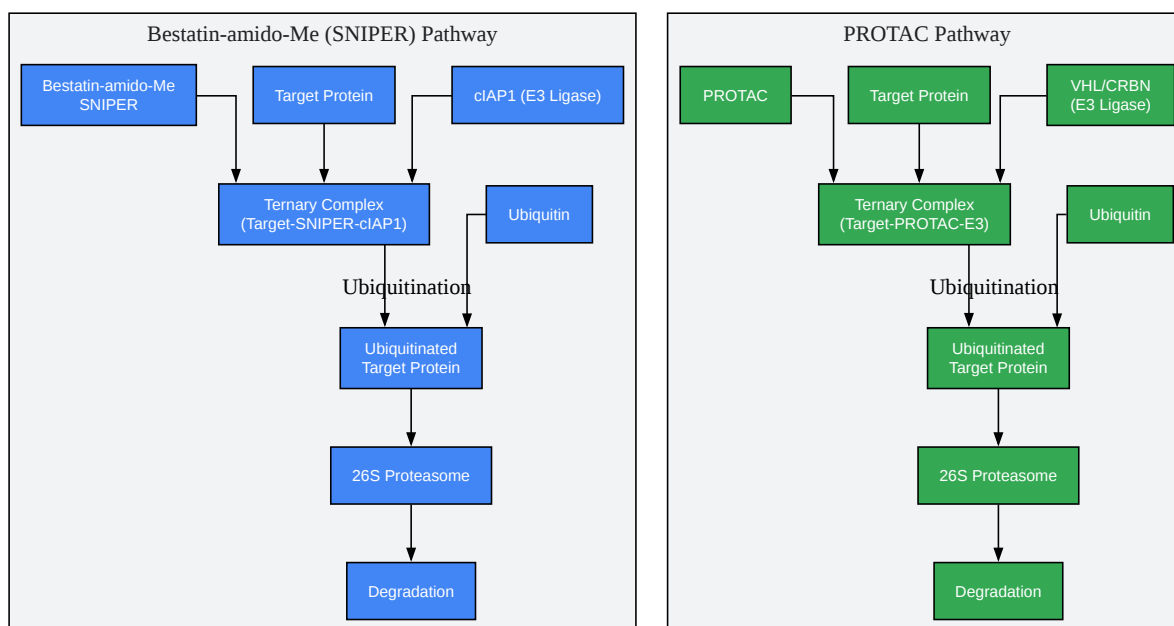 Bestatin-amido-Me (SNIPER) Pathway
Bestatin-amido-Me
SNIPER
Target Protein
cIAP1 (E3 Ligase)
Ternary Complex
(Target-SNIPER-cIAP1)
Ubiquitin
Ubiquitination
Ubiquitinated
Target Protein
26S Proteasome
Degradation
PROTAC Pathway
PROTAC
Target Protein
VHL/CRBN
(E3 Ligase)
Ternary Complex
(Target-PROTAC-E3)
Ubiquitin
Ubiquitination
Ubiquitinated
Target Protein
26S Proteasome
Degradation